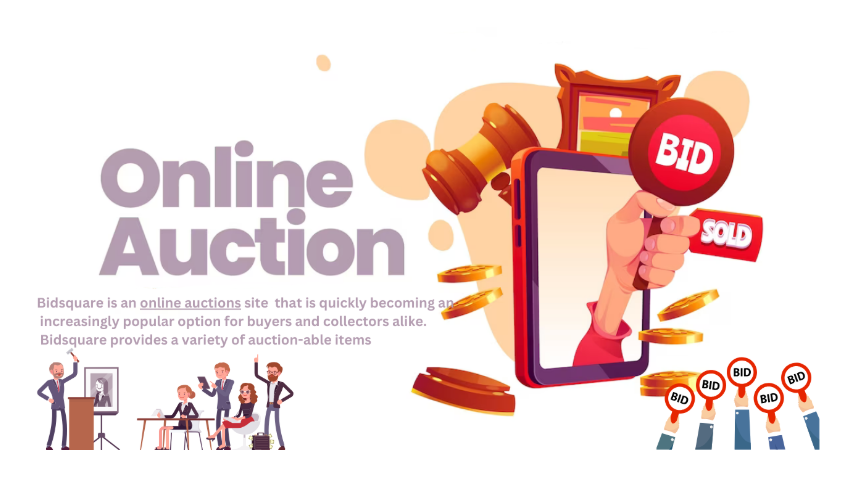 Online
Auction
Bidsquare is an online auctions site that is quickly becoming an
increasingly popular option for buyers and collectors alike.
Bidsquare provides a variety of auction-able items
BID
SOLD
BID
BID
BID
BID
BID